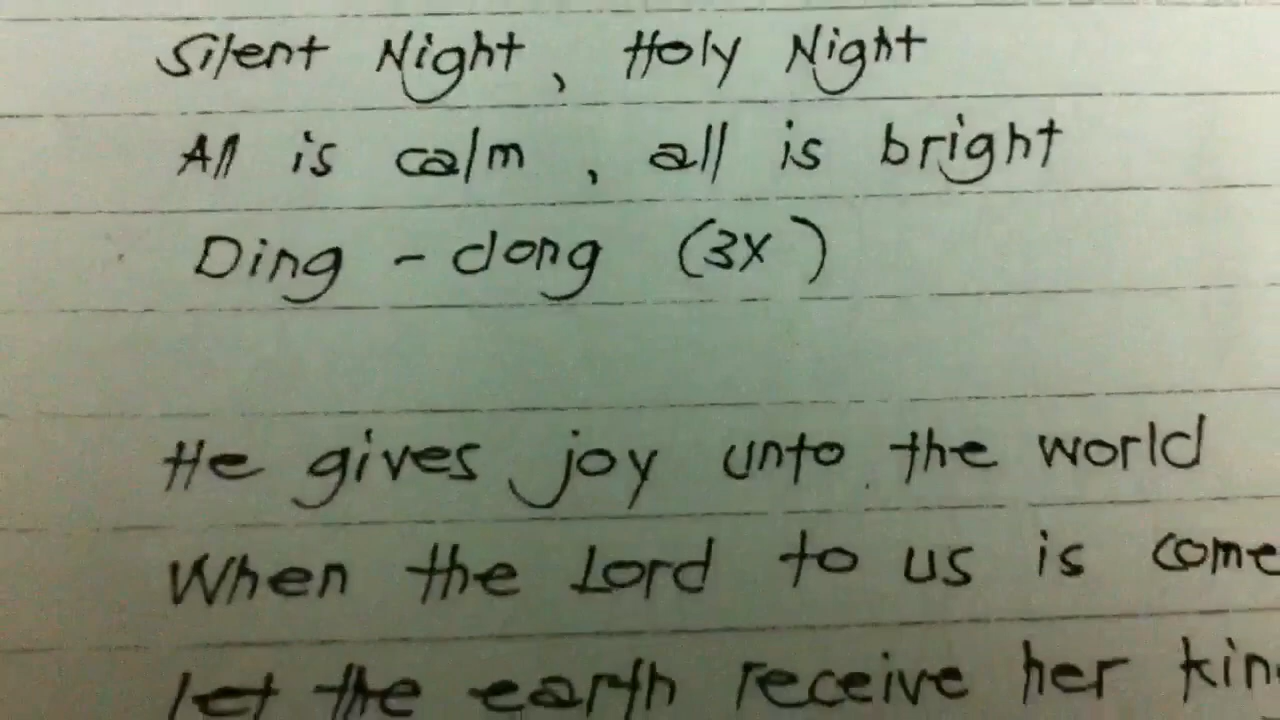 Silent Night, Holy Night
All is calm, all is bright
Ding - dong (3x)
He gives joy unto the world
When the Lord to us is come
let the earth receive her kin